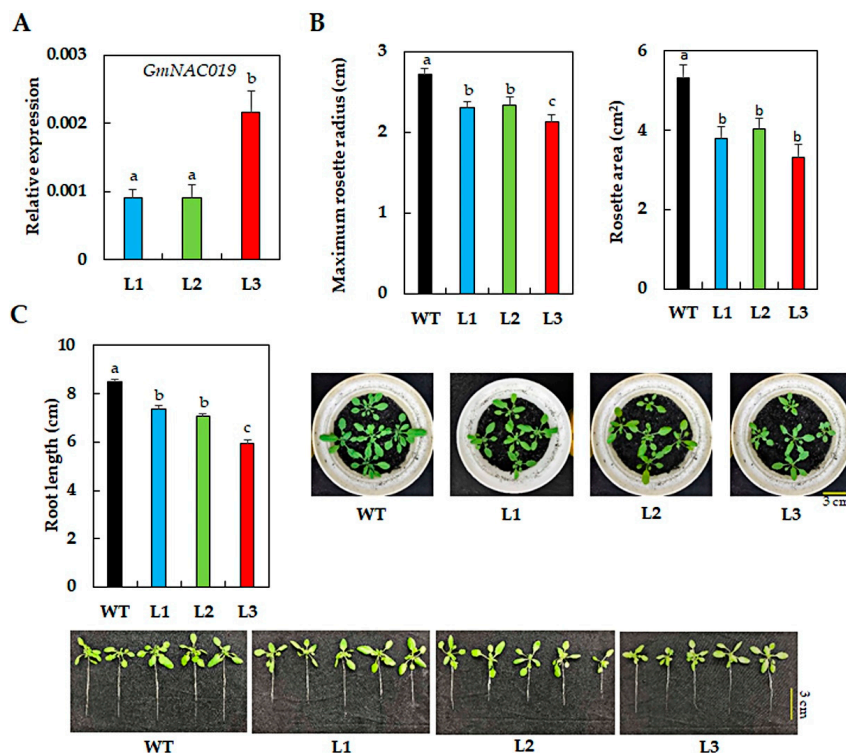 A
Relative expression
0.003
0.002
0.001
0
GmNAC019
a
a
b
L1
L2
L3
B
Maximum rosette radius (cm)
3
2
1
0
a
b
b
c
WT
L1
L2
L3
Rosette area (cm²)
6
4
2
0
a
b
b
b
WT
L1
L2
L3
C
Root length (cm)
10
8
6
4
2
0
a
b
b
c
WT
L1
L2
L3
3 cm
WT
L1
L2
L3
3 cm
WT
L1
L2
L3